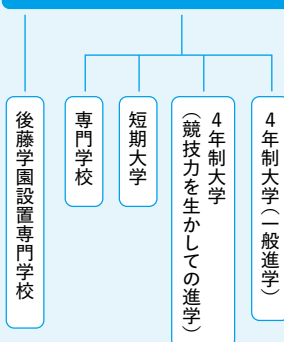 4年制大学(一般進学)
4年制大学
(競技力を生かしての進学)
短期大学
専門学校
後藤学園設置専門学校